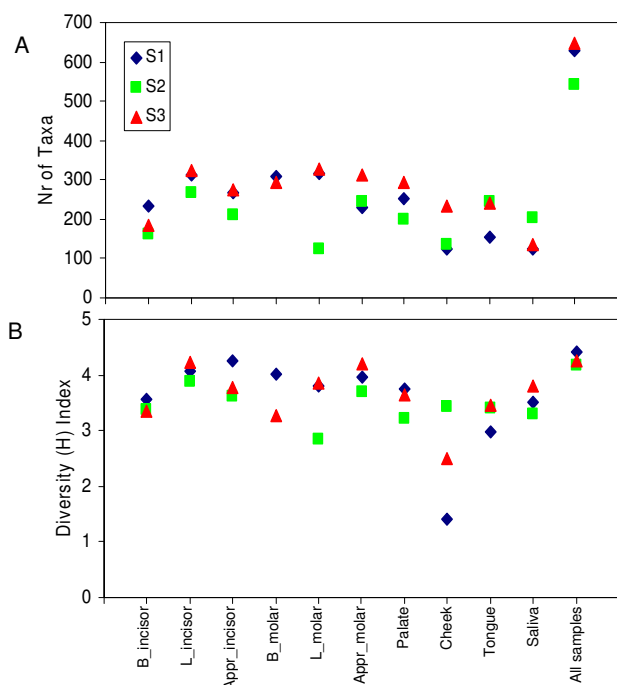 A
700
600
500
400
300
200
100
0
Nr of Taxa
S1
S2
S3
B
5
4
3
2
1
0
Diversity (H) Index
B_incisor
L_incisor
Appr_incisor
B_molar
L_molar
Appr_molar
Palate
Cheek
Tongue
Saliva
All samples